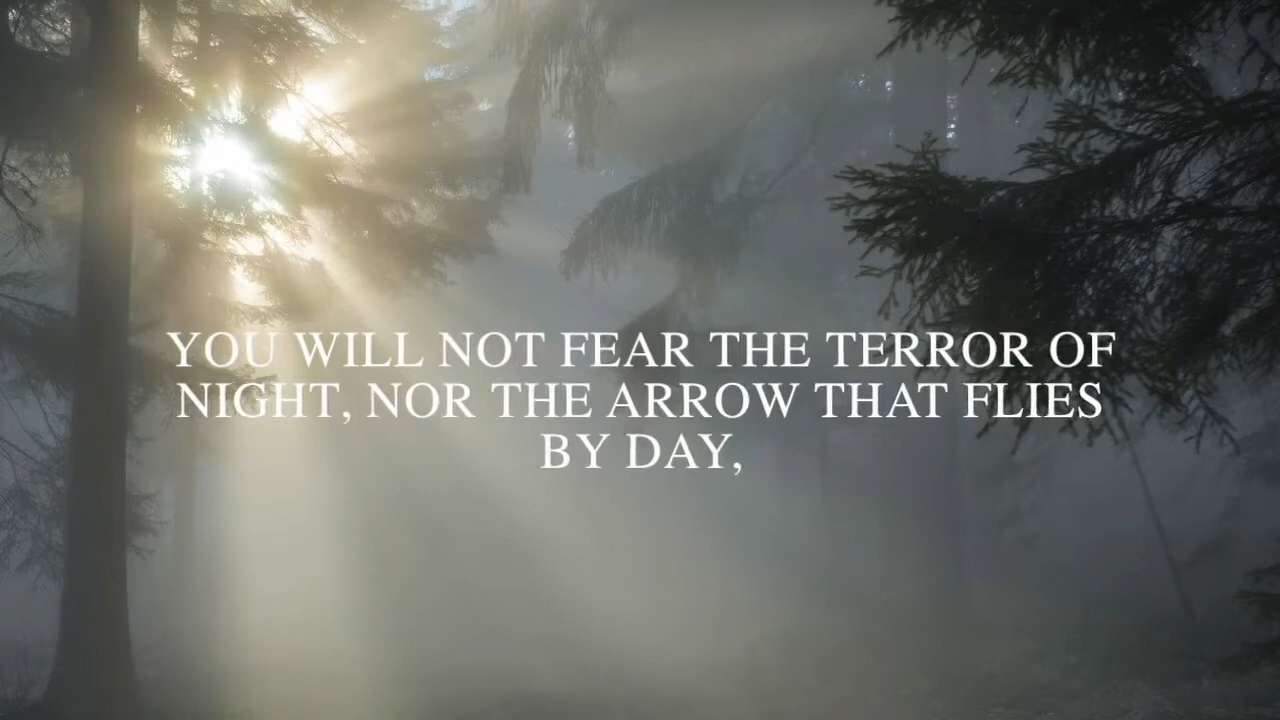 YOU WILL NOT FEAR THE TERROR OF
NIGHT, NOR THE ARROW THAT FLIES
BY DAY,